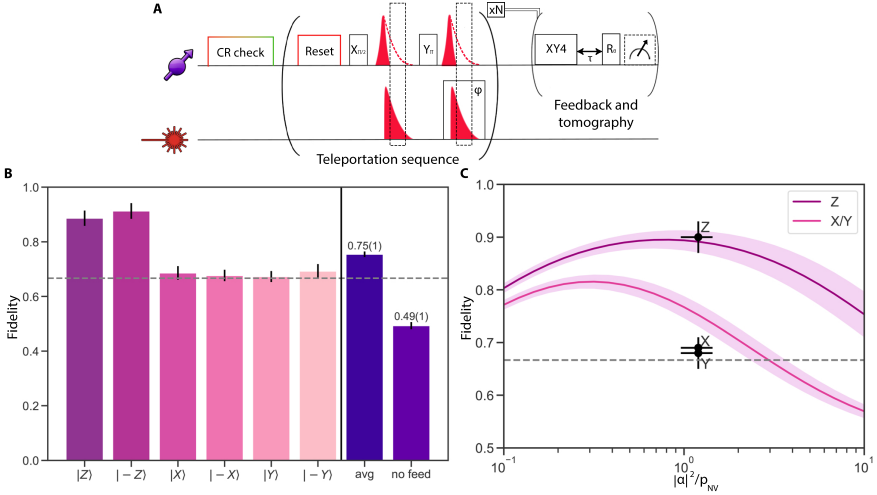 A
xN
CR check
Reset
Xπ/2
Yπ
φ
XY4
τ
Rα
Feedback and
tomography
Teleportation sequence
B
Fidelity
1.0
0.8
0.6
0.4
0.2
0.0
0.75(1)
0.49(1)
|Z⟩
|− Z⟩
|X⟩
|− X⟩
|Y⟩
|− Y⟩
avg
no feed
C
Fidelity
1.0
0.9
0.8
0.7
0.6
0.5
Z
X/Y
Z
X
Y
10⁻¹
10⁰
10¹
|α|²/pNV